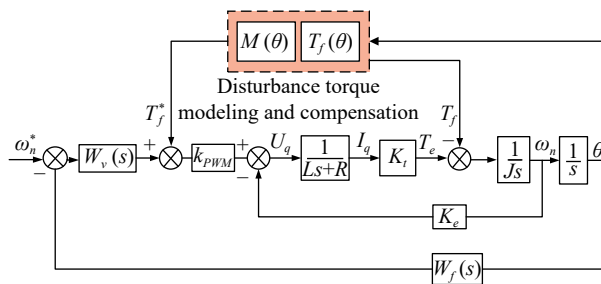 M(θ) T_f(θ)
Disturbance torque
modeling and compensation
T_f^* T_f
ω_n^* W_v(s) + k_PWM + U_q 1/(Ls+R) I_q K_t T_e − 1/(Js) ω_n 1/s θ
− −
K_e
W_f(s)